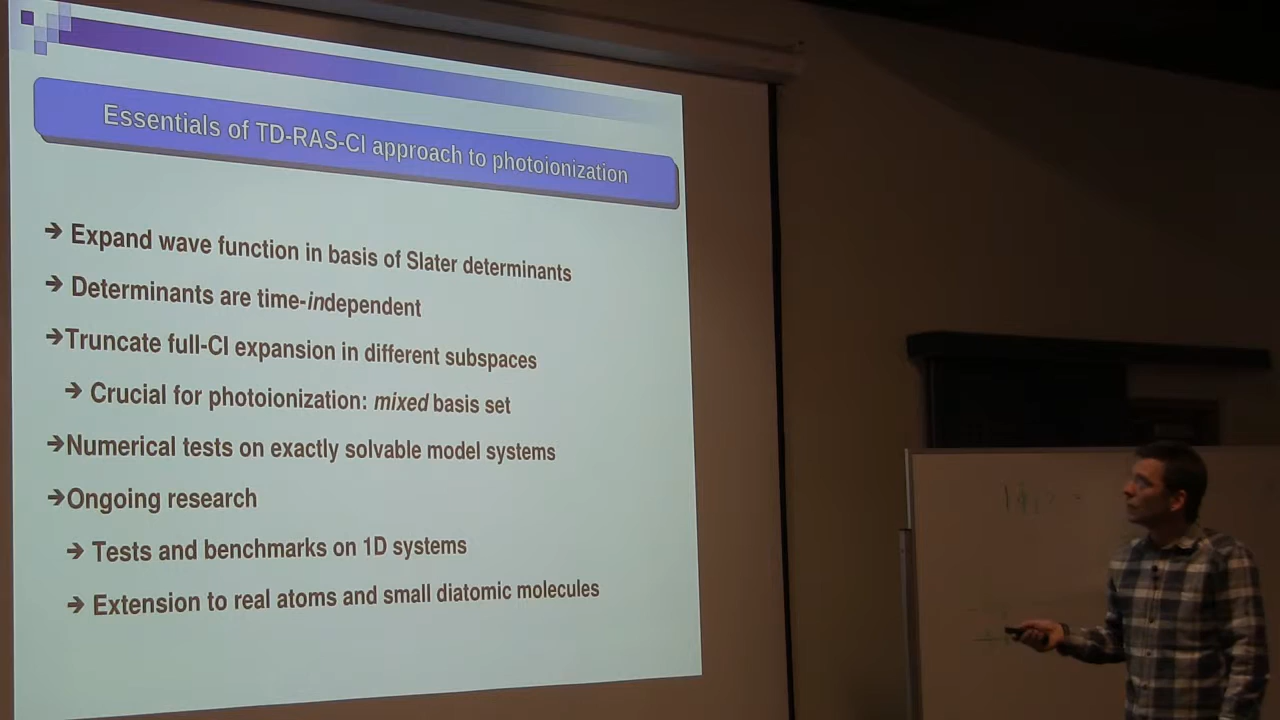 Essentials of TD-RAS-CI approach to photoionization
➔ Expand wave function in basis of Slater determinants
➔ Determinants are time-independent
➔Truncate full-CI expansion in different subspaces
➔ Crucial for photoionization: mixed basis set
➔Numerical tests on exactly solvable model systems
➔Ongoing research
➔ Tests and benchmarks on 1D systems
➔ Extension to real atoms and small diatomic molecules